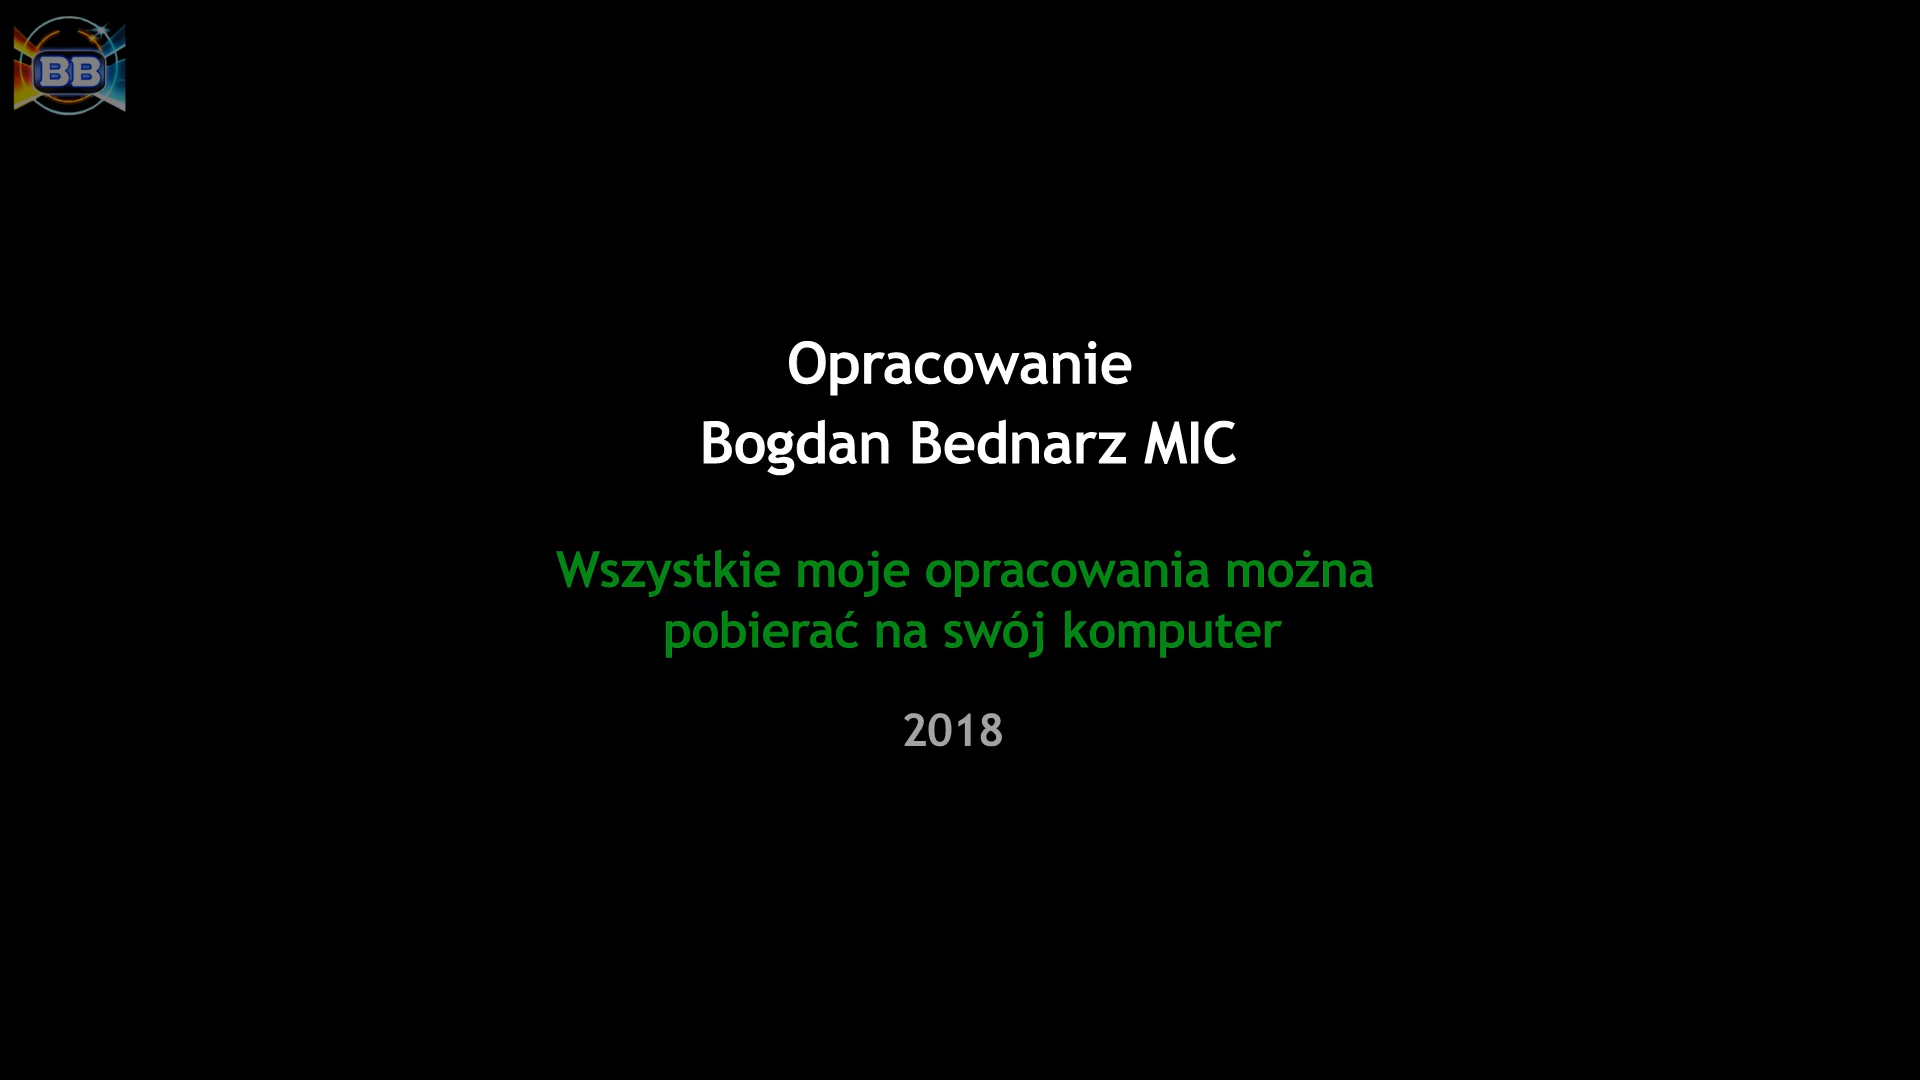 BB
Opracowanie
Bogdan Bednarz MIC
Wszystkie moje opracowania można
pobierać na swój komputer
2018